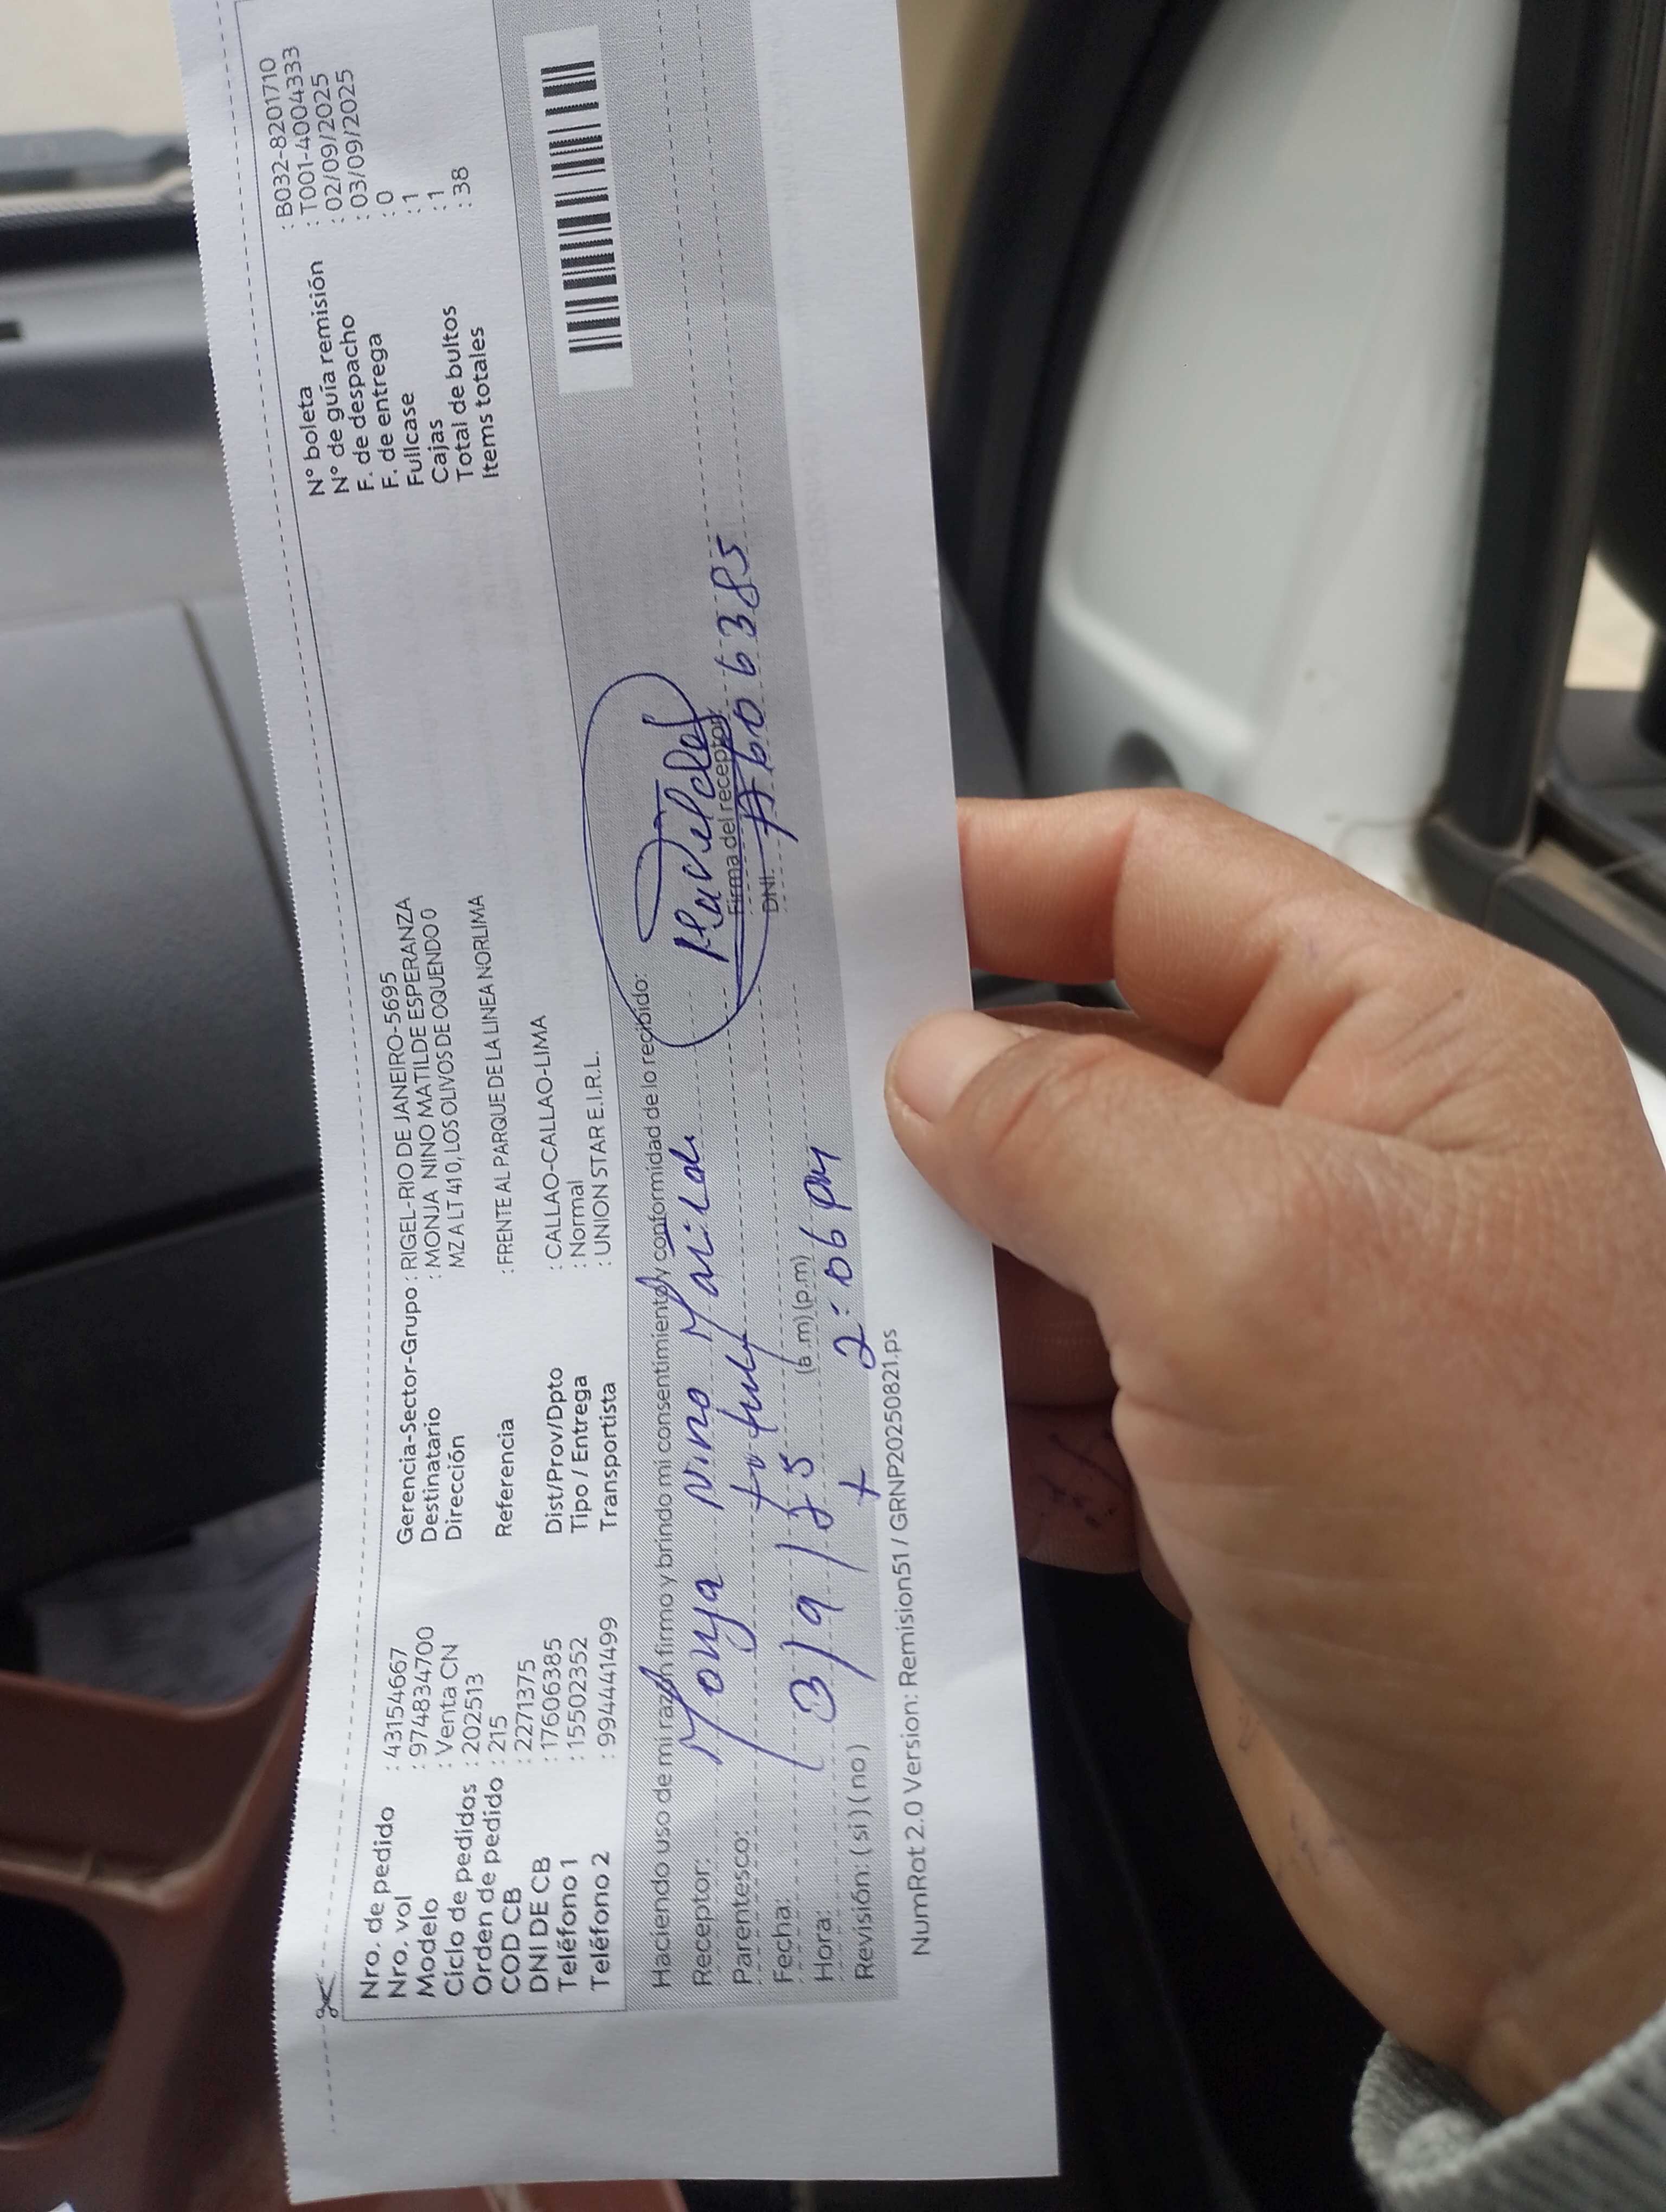 Nro. de pedido : 43154667
Nro. vol : 974834700
Modelo : Venta CN
Ciclo de pedidos : 202513
Orden de pedido : 215
COD CB : 2271375
DNI DE CB : 17606385
Teléfono 1 : 15502352
Teléfono 2 : 994441499
Gerencia-Sector-Grupo : RIGEL-RIO DE JANEIRO-5695
Destinatario : MONJA NINO MATILDE ESPERANZA
Dirección MZ A LT 410, LOS OLIVOS DE OQUENDO 0
Referencia : FRENTE AL PARQUE DE LA LINEA NORLIMA
Dist/Prov/Dpto : CALLAO-CALLAO-LIMA
Tipo / Entrega : Normal
Transportista : UNION STAR E.I.R.L.
N° boleta : B032-8201710
N° de guía remisión : T001-4004333
F. de despacho : 02/09/2025
F. de entrega : 03/09/2025
Fullcase : 0
Cajas : 1
Total de bultos : 1
Items totales : 38
Haciendo uso de mi razón firmo y brindo mi consentimiento y conformidad de lo recibido:
Receptor: Monja Nino
Parentesco:
Fecha: 3/9/25
Hora: (a.m)(p.m)
Revisión: (si)(no) 2:06 pm
Firma del receptor:
DNI: 17606385
NumRot 2.0 Version: Remision51 / GRNP20250821.ps